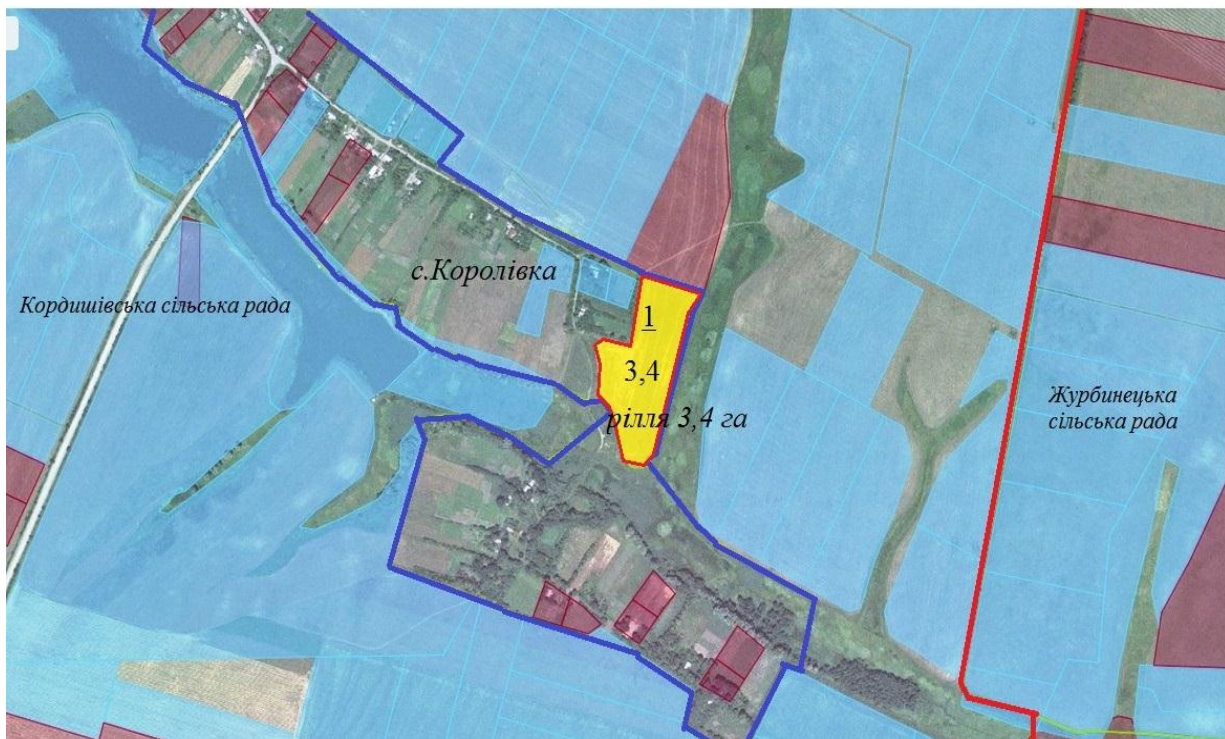 с.Королівка
Кордишівська сільська рада
1
3,4
рілля 3,4 га
Журбинецька
сільська рада